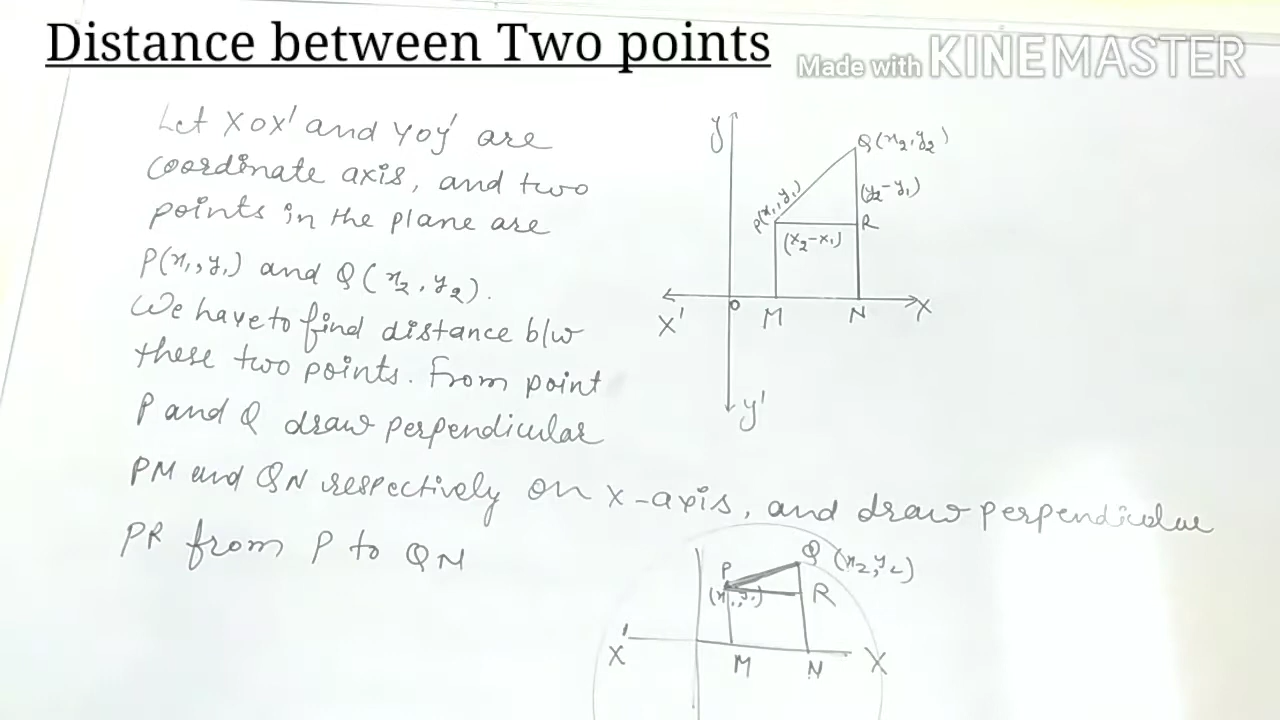 Distance between Two points
Made with KINEMASTER
Let XOX' and YOY' are
coordinate axis, and two
points in the plane are
P(x₁, y₁) and Q(x₂, y₂).
We have to find distance b/w
these two points. From point
P and Q draw perpendicular
PM and QN respectively on X-axis, and draw perpendicular
PR from P to QN
y
Q(x₂, y₂)
P(x₁, y₁)
(y₂-y₁)
R
(x₂-x₁)
X'
O
M
N
X
y'
P
Q (x₂, y₂)
(x₁, y₁)
R
X'
M
N
X